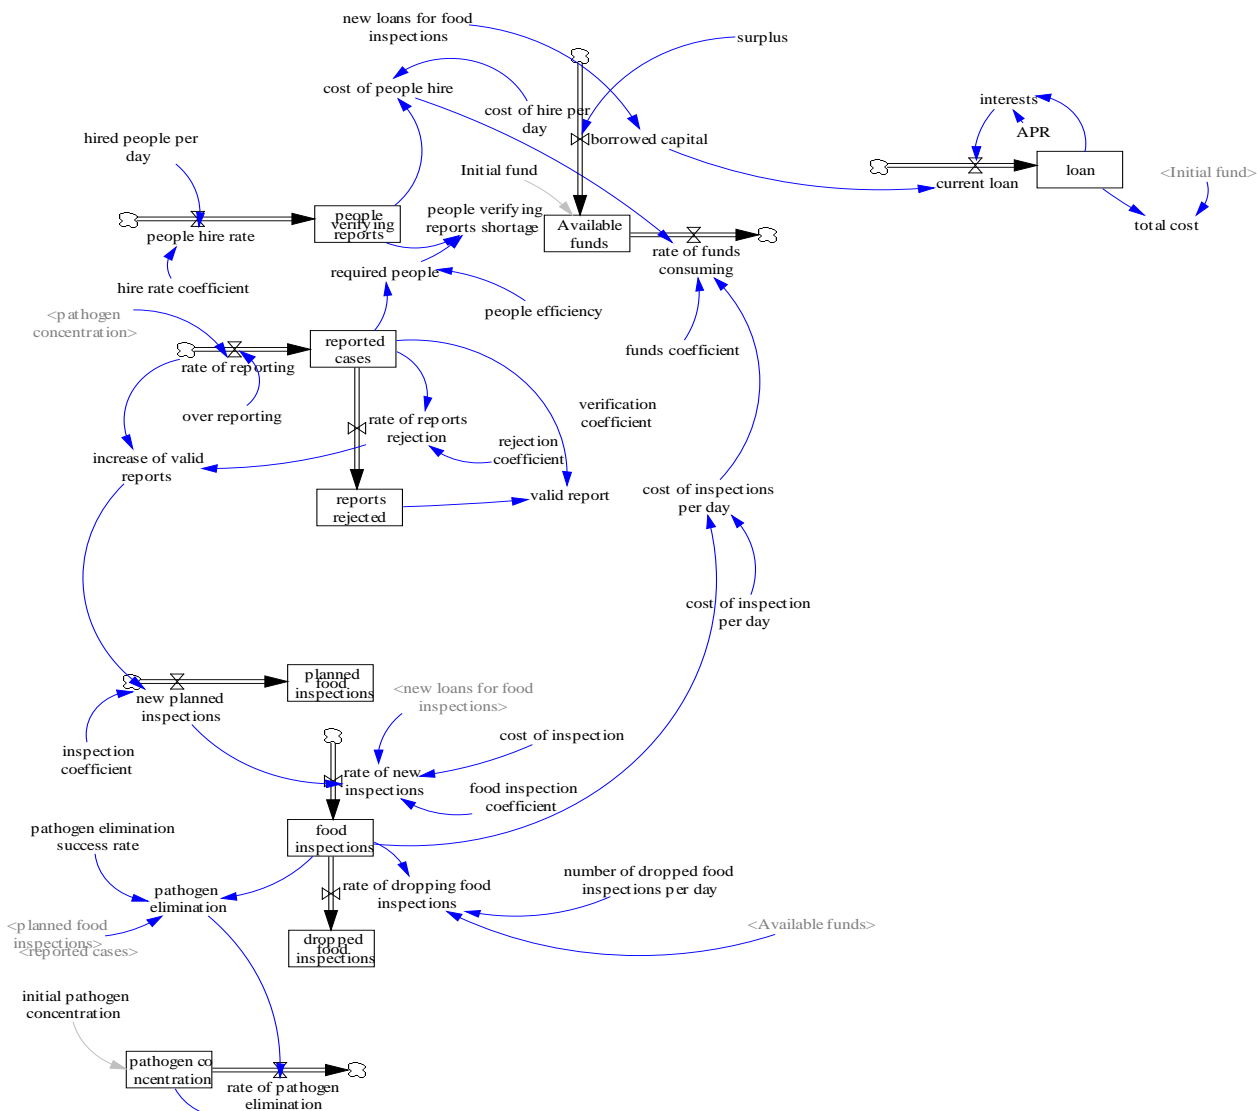 new loans for food
inspections
surplus
cost of people hire
cost of hire per
day
borrowed capital
interests
APR
loan
current loan
<Initial fund>
total cost
hired people per
day
Initial fund
people
verifying
reports
people verifying
reports shortage
Available
funds
people hire rate
rate of funds
consuming
required people
hire rate coefficient
people efficiency
<pathogen
concentration>
reported
cases
funds coefficient
rate of reporting
over reporting
verification
coefficient
rate of reports
rejection
rejection
coefficient
increase of valid
reports
reports
rejected
valid report
cost of inspections
per day
cost of inspection
per day
planned
food
inspections
new planned
inspections
<new loans for food
inspections>
inspection
coefficient
cost of inspection
rate of new
inspections
food inspection
coefficient
pathogen elimination
success rate
food
inspections
number of dropped food
inspections per day
rate of dropping food
inspections
pathogen
elimination
<planned food
inspections>
<reported cases>
<Available funds>
dropped
food
inspections
initial pathogen
concentration
pathogen co
ncentration
rate of pathogen
elimination